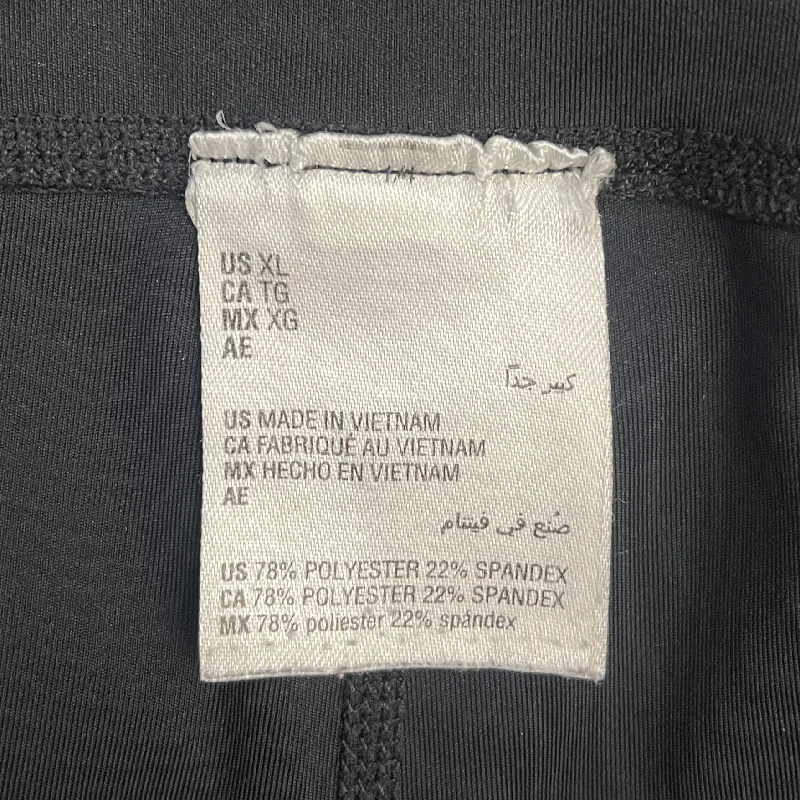 US XL
CA TG
MX XG
AE
كبير جدًا
US MADE IN VIETNAM
CA FABRIQUÉ AU VIETNAM
MX HECHO EN VIETNAM
AE
صُنع في فيتنام
US 78% POLYESTER 22% SPANDEX
CA 78% POLYESTER 22% SPANDEX
MX 78% poliester 22% spándex